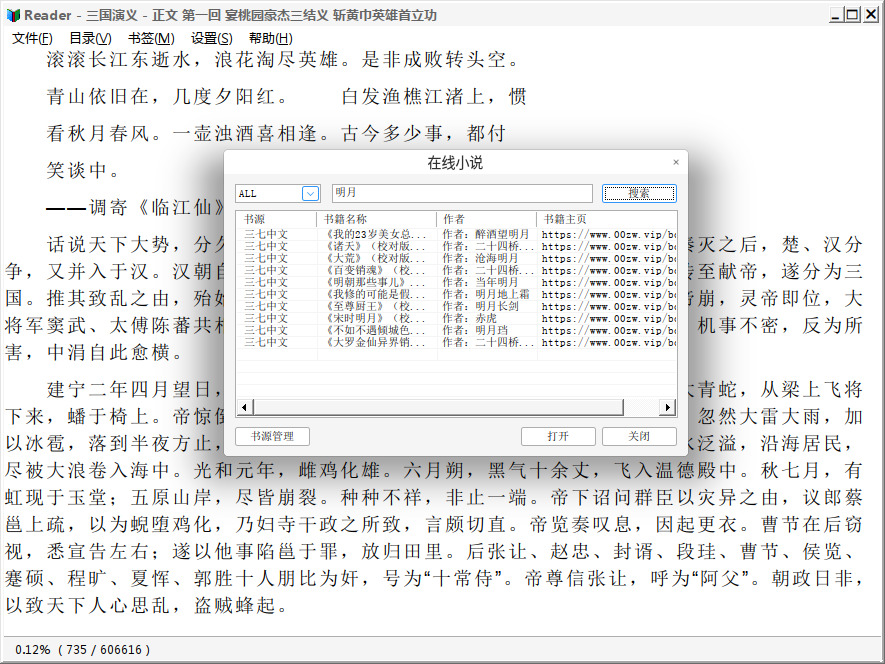 Reader - 三国演义 - 正文 第一回 宴桃园豪杰三结义 斩黄巾英雄首立功
文件(F) 目录(V) 书签(M) 设置(S) 帮助(H)
滚滚长江东逝水，浪花淘尽英雄。是非成败转头空。
青山依旧在，几度夕阳红。 白发渔樵江渚上，惯
看秋月春风。一壶浊酒喜相逢。古今多少事，都付
笑谈中。
——调寄《临江仙》
话说天下大势，分
秦灭之后，楚、汉分
争，又并入于汉。汉朝自
传至献帝，遂分为三
国。推其致乱之由，殆始
帝崩，灵帝即位，大
将军窦武、太傅陈蕃共相
机事不密，反为所
害，中涓自此愈横。
建宁二年四月望日，
大青蛇，从梁上飞将
下来，蟠于椅上。帝惊倒
忽然大雷大雨，加
以冰雹，落到半夜方止，
水泛溢，沿海居民，
尽被大浪卷入海中。光和元年，雌鸡化雄。六月朔，黑气十余丈，飞入温德殿中。秋七月，有
虹现于玉堂；五原山岸，尽皆崩裂。种种不祥，非止一端。帝下诏问群臣以灾异之由，议郎蔡
邕上疏，以为蜺堕鸡化，乃妇寺干政之所致，言颇切直。帝览奏叹息，因起更衣。曹节在后窃
视，悉宣告左右；遂以他事陷邕于罪，放归田里。后张让、赵忠、封谞、段珪、曹节、侯览、
蹇硕、程旷、夏恽、郭胜十人朋比为奸，号为“十常侍”。帝尊信张让，呼为“阿父”。朝政日非，
以致天下人心思乱，盗贼蜂起。
在线小说 ×
ALL 明月 搜索
书源 书籍名称 作者 书籍主页
三七中文 《我的23岁美女总... 作者：醉酒望明月 https://www.00zw.vip/bo
三七中文 《诸天》（校对版... 作者：二十四桥... https://www.00zw.vip/bo
三七中文 《大荒》（校对版... 作者：沧海明月 https://www.00zw.vip/bo
三七中文 《百变销魂》（校... 作者：二十四桥... https://www.00zw.vip/bo
三七中文 《明朝那些事儿》... 作者：当年明月 https://www.00zw.vip/bo
三七中文 《我修的可能是假... 作者：明月地上霜 https://www.00zw.vip/bo
三七中文 《至尊厨王》（校... 作者：明月长剑 https://www.00zw.vip/bo
三七中文 《宋时明月》（校... 作者：赤虎 https://www.00zw.vip/bo
三七中文 《不如不遇倾城色... 作者：明月珰 https://www.00zw.vip/bo
三七中文 《大罗金仙异界销... 作者：二十四桥... https://www.00zw.vip/bo
书源管理 打开 关闭
0.12% ( 735 / 606616 )